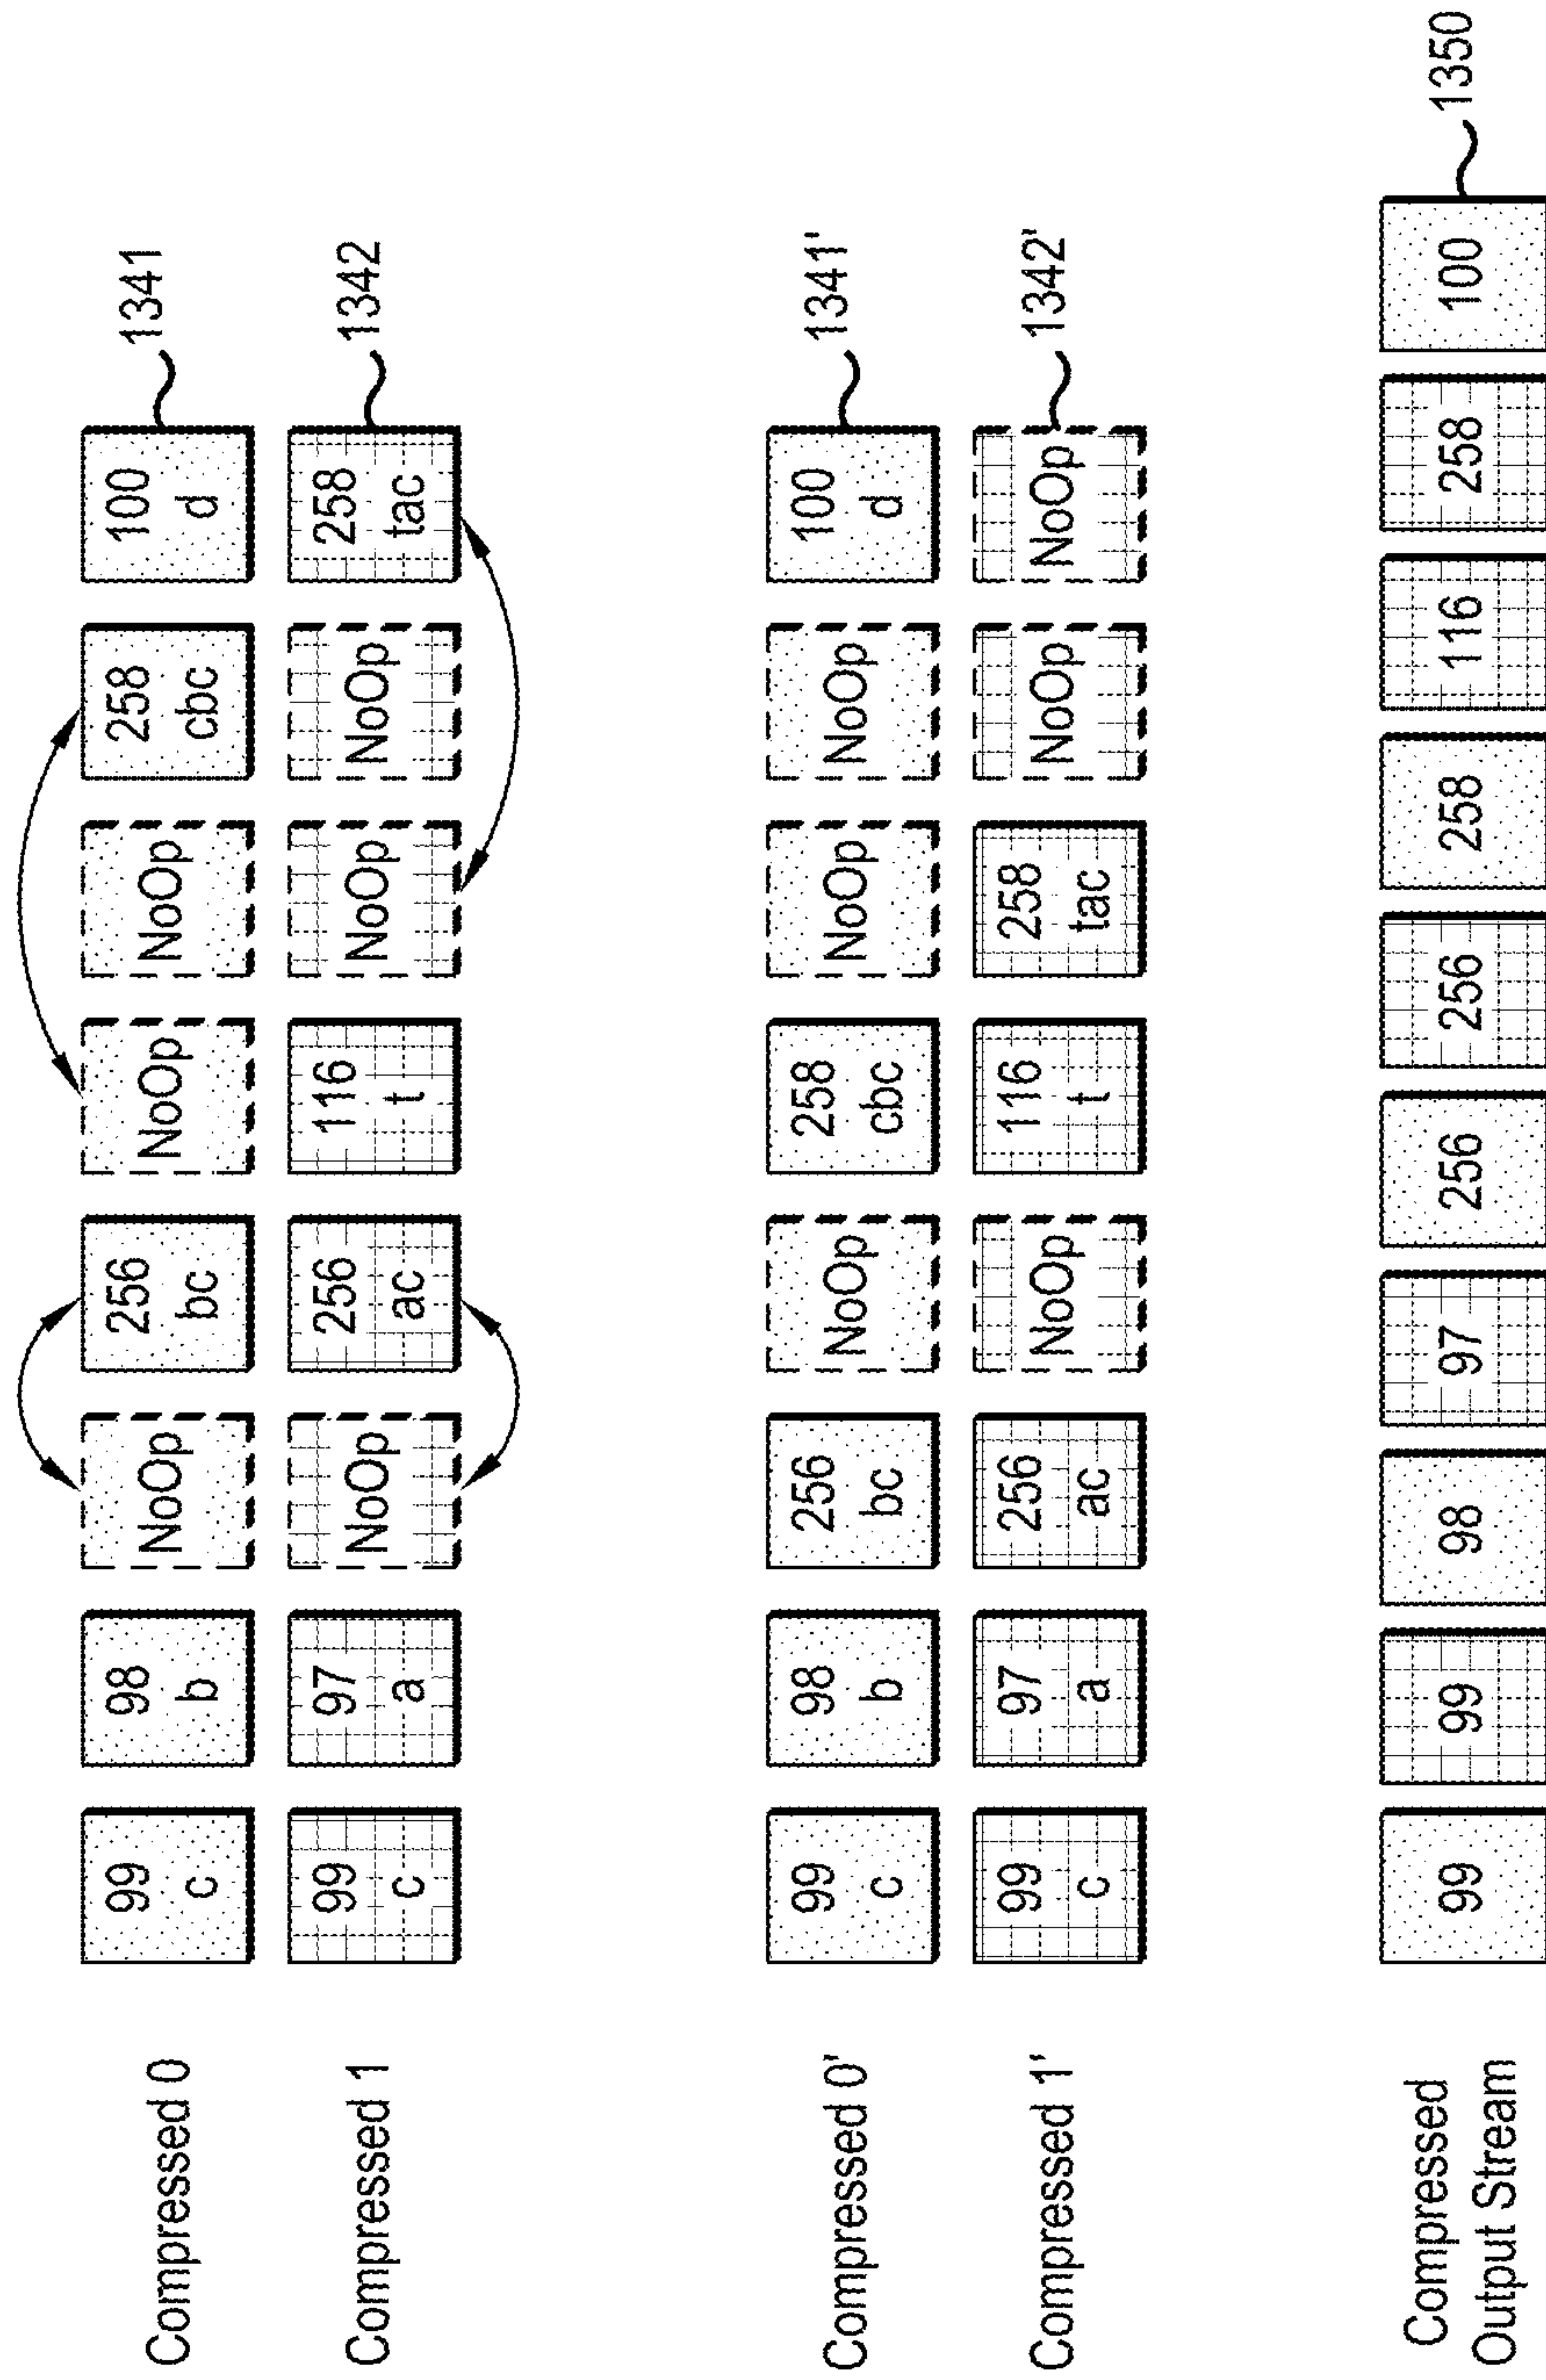 Compressed 0
99 98 NoOp 256 NoOp NoOp 258 100
c b bc cbc d
1341
Compressed 1
99 97 NoOp 256 116 NoOp NoOp 258
c a ac t tac
1342
Compressed 0'
99 98 256 NoOp 258 NoOp NoOp 100
c b bc cbc d
1341'
Compressed 1'
99 97 256 NoOp 116 258 NoOp NoOp
c a ac t tac
1342'
Compressed
Output Stream
99 99 98 97 256 256 258 116 258 100
1350